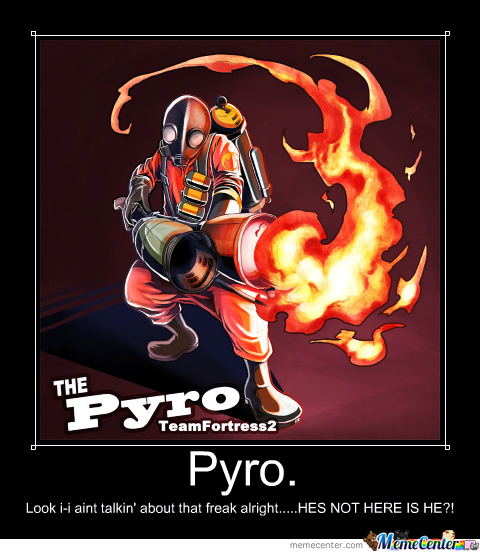 THE
Pyro
TeamFortress2
Pyro.
Look i-i aint talkin' about that freak alright.....HES NOT HERE IS HE?!
memecenter.com MemeCenter